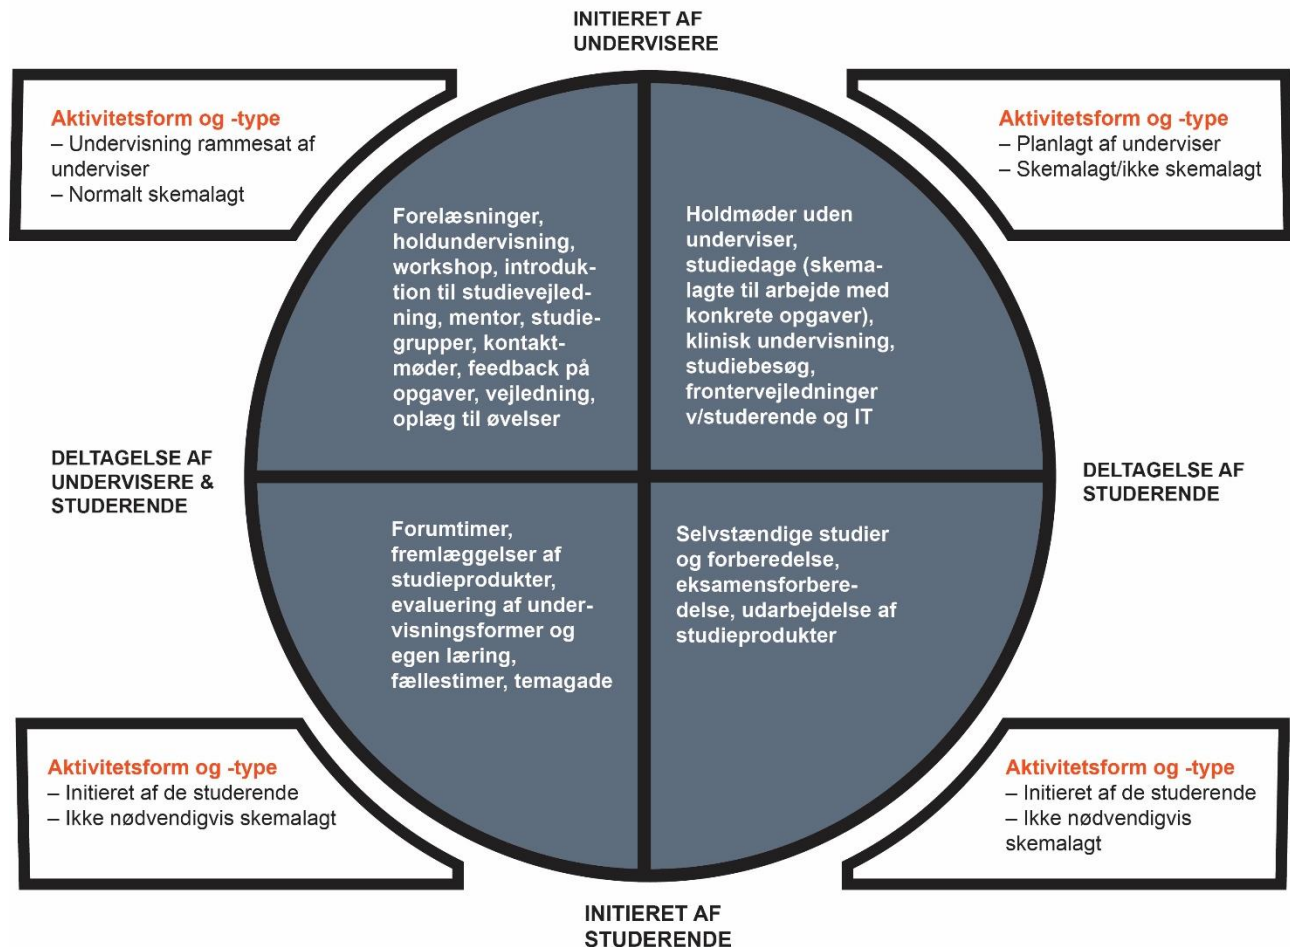 INITIERET AF
UNDERVISERE
Aktivitetsform og -type
– Undervisning rammesat af
underviser
– Normalt skemalagt
Aktivitetsform og -type
– Planlagt af underviser
– Skemalagt/ikke skemalagt
Forelæsninger,
holdundervisning,
workshop, introduk-
tion til studievejled-
ning, mentor, studie-
grupper, kontakt-
møder, feedback på
opgaver, vejledning,
oplæg til øvelser
Holdmøder uden
underviser,
studiedage (skema-
lagte til arbejde med
konkrete opgaver),
klinisk undervisning,
studiebesøg,
frontervejledninger
v/studerende og IT
DELTAGELSE AF
UNDERVISERE &
STUDERENDE
DELTAGELSE AF
STUDERENDE
Forumtimer,
fremlæggelser af
studieprodukter,
evaluering af under-
visningsformer og
egen læring,
fællestimer, temagade
Selvstændige studier
og forberedelse,
eksamensforbere-
delse, udarbejdelse af
studieprodukter
Aktivitetsform og -type
– Initieret af de studerende
– Ikke nødvendigvis skemalagt
Aktivitetsform og -type
– Initieret af de studerende
– Ikke nødvendigvis
skemalagt
INITIERET AF
STUDERENDE